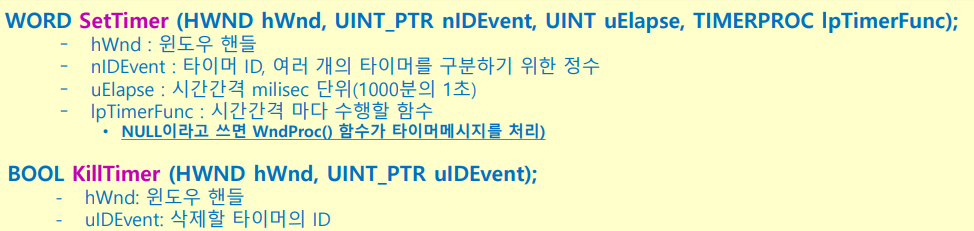 WORD SetTimer (HWND hWnd, UINT_PTR nIDEvent, UINT uElapse, TIMERPROC lpTimerFunc);
- hWnd : 윈도우 핸들
- nIDEvent : 타이머 ID, 여러 개의 타이머를 구분하기 위한 정수
- uElapse : 시간간격 milisec 단위(1000분의 1초)
- lpTimerFunc : 시간간격 마다 수행할 함수
• NULL이라고 쓰면 WndProc() 함수가 타이머메시지를 처리)
BOOL KillTimer (HWND hWnd, UINT_PTR uIDEvent);
- hWnd: 윈도우 핸들
- uIDEvent: 삭제할 타이머의 ID